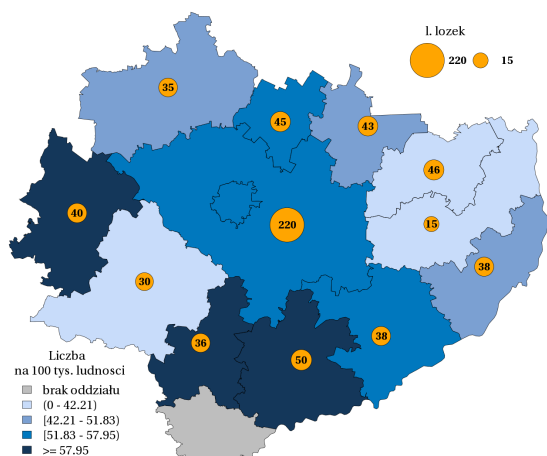 l. lozek
220
15
35
45
43
46
40
220
15
38
30
36
50
38
Liczba
na 100 tys. ludnosci
brak oddziału
(0 - 42.21)
[42.21 - 51.83)
[51.83 - 57.95)
>= 57.95